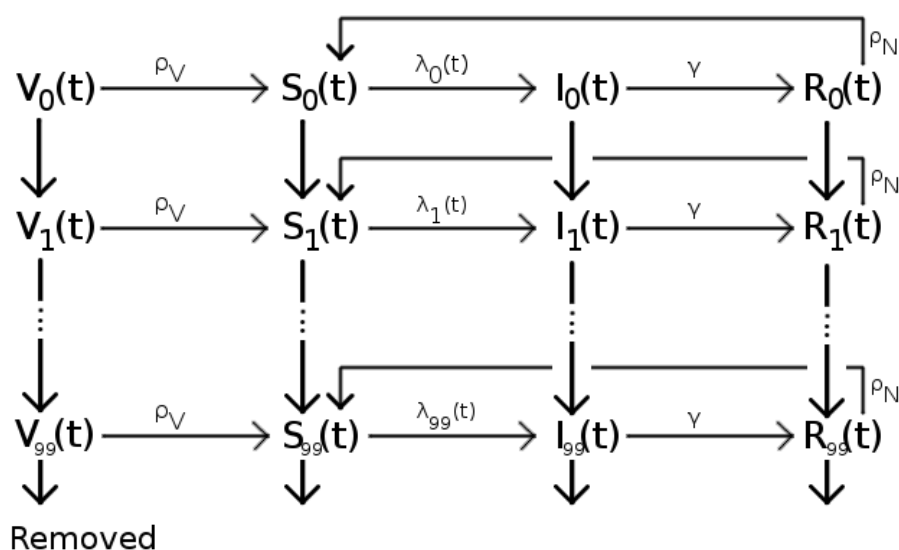 ρN
ρV λ0(t) γ
V0(t) S0(t) I0(t) R0(t)
ρN
ρV λ1(t) γ
V1(t) S1(t) I1(t) R1(t)
ρN
ρV λ99(t) γ
V99(t) S99(t) I99(t) R99(t)
Removed